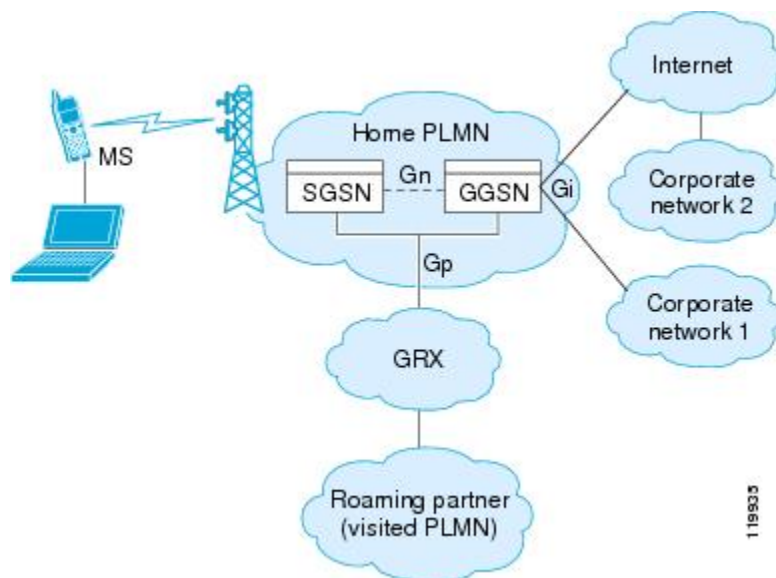 Internet
Home PLMN
MS
SGSN
Gn
GGSN
Gi
Corporate
network 2
Gp
Corporate
network 1
GRX
Roaming partner
(visited PLMN)
119935